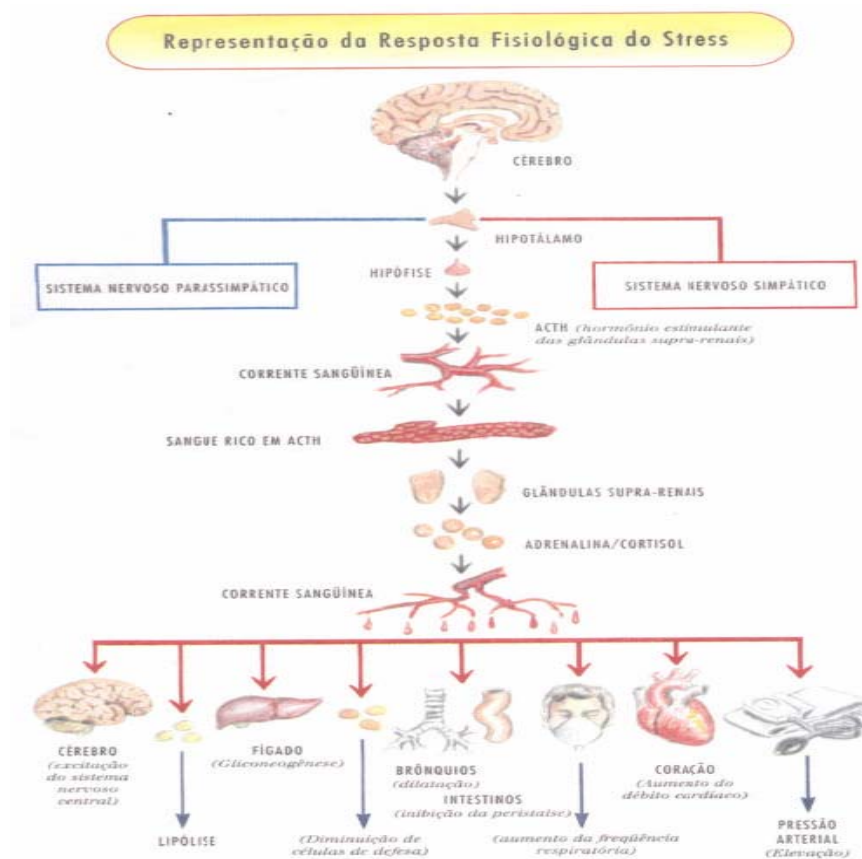 Representação da Resposta Fisiológica do Stress
CÉREBRO
HIPOTÁLAMO
SISTEMA NERVOSO PARASSIMPÁTICO
HIPÓFISE
SISTEMA NERVOSO SIMPÁTICO
ACTH (hormônio estimulante
das glândulas supra-renais)
CORRENTE SANGÜÍNEA
SANGUE RICO EM ACTH
GLÂNDULAS SUPRA-RENAIS
ADRENALINA/CORTISOL
CORRENTE SANGÜÍNEA
CÉREBRO
(excitação
do sistema
nervoso
central)
LIPÓLISE
FÍGADO
(Gliconeogênese)
(Diminuição de
células de defesa)
BRÔNQUIOS
(dilatação)
INTESTINOS
(inibição da peristalse)
(aumento da freqüência
respiratória)
CORAÇÃO
(Aumento do
débito cardíaco)
PRESSÃO
ARTERIAL
(Elevação)